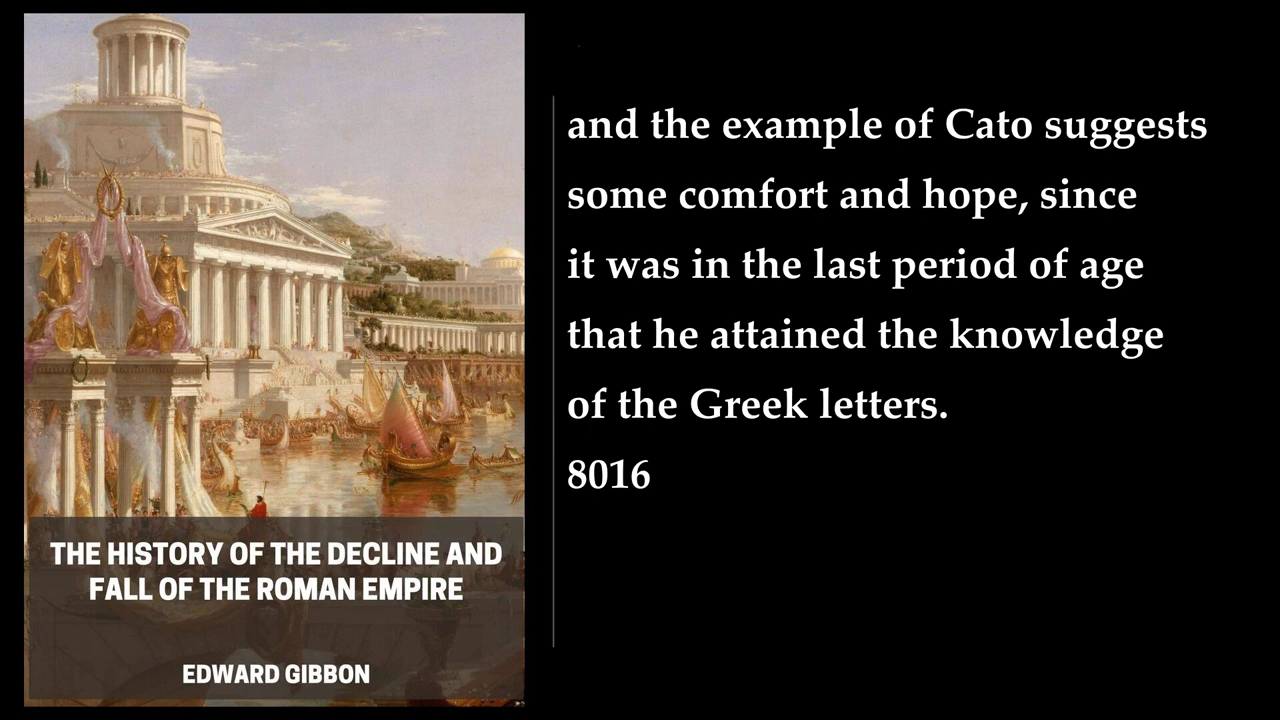 and the example of Cato suggests
some comfort and hope, since
it was in the last period of age
that he attained the knowledge
of the Greek letters.
8016
THE HISTORY OF THE DECLINE AND
FALL OF THE ROMAN EMPIRE
EDWARD GIBBON